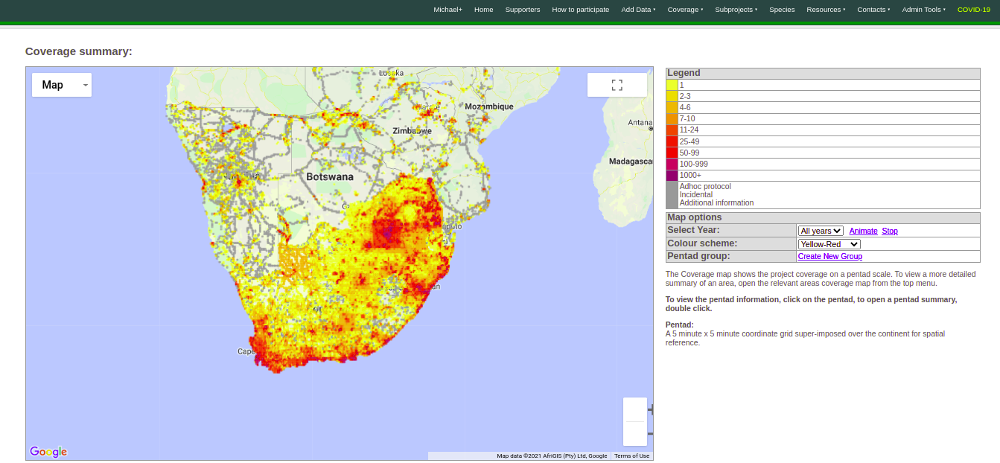 Michael+ Home Supporters How to participate Add Data Coverage Subprojects Species Resources Contacts Admin Tools COVID-19
Coverage summary:
Map
Lusaka
Mozambique
Zimbabwe
Antana
Madagasca
Botswana
Cape
Google
Map data ©2021 AfriGIS (Pty) Ltd, Google Terms of Use
Legend
1
2-3
4-6
7-10
11-24
25-49
50-99
100-999
1000+
Adhoc protocol
Incidental
Additional information
Map options
Select Year: All years Animate Stop
Colour scheme: Yellow-Red
Pentad group: Create New Group
The Coverage map shows the project coverage on a pentad scale. To view a more detailed
summary of an area, open the relevant areas coverage map from the top menu.
To view the pentad information, click on the pentad, to open a pentad summary,
double click.
Pentad:
A 5 minute x 5 minute coordinate grid super-imposed over the continent for spatial
reference.